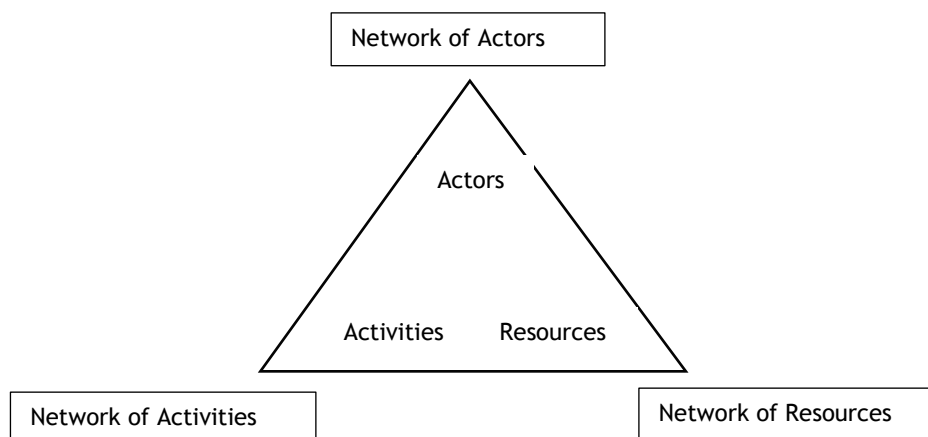 Network of Actors
Actors
Activities Resources
Network of Activities
Network of Resources